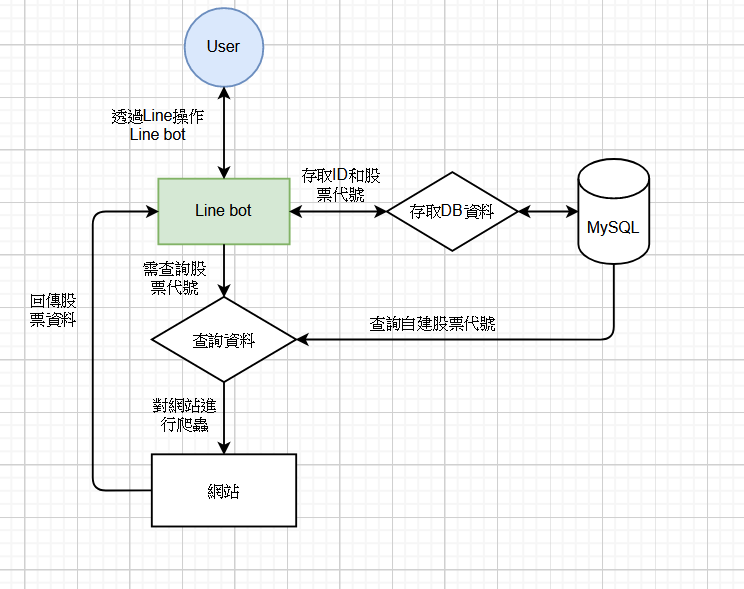 User
透過Line操作
Line bot
Line bot
存取ID和股
票代號
存取DB資料
MySQL
需查詢股
票代號
回傳股
票資料
查詢資料
查詢自建股票代號
對網站進
行爬蟲
網站